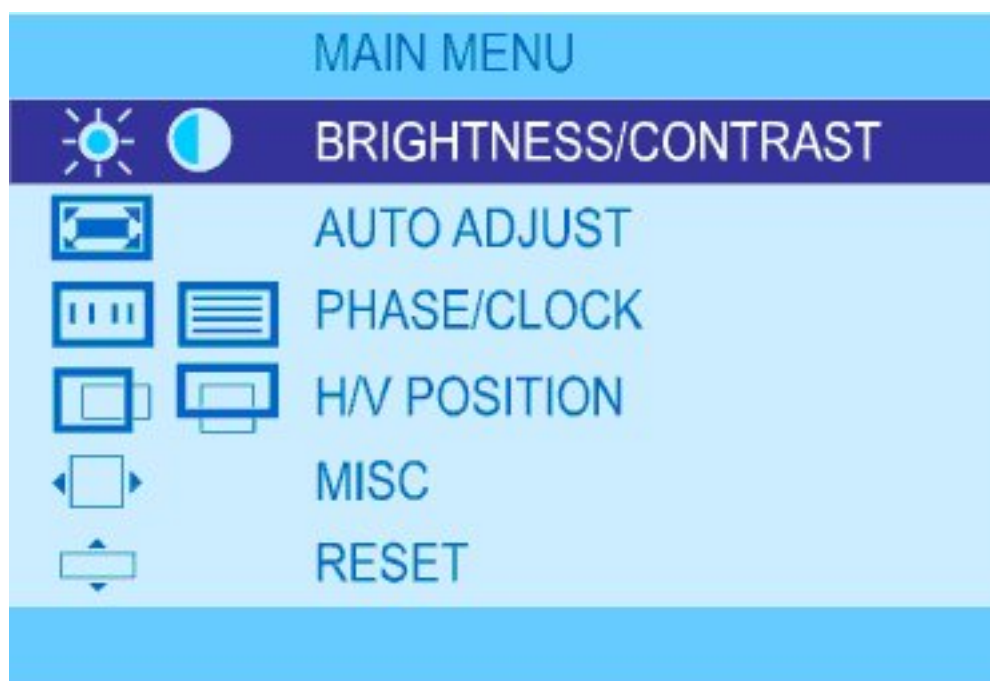 MAIN MENU
BRIGHTNESS/CONTRAST
AUTO ADJUST
PHASE/CLOCK
H/V POSITION
MISC
RESET